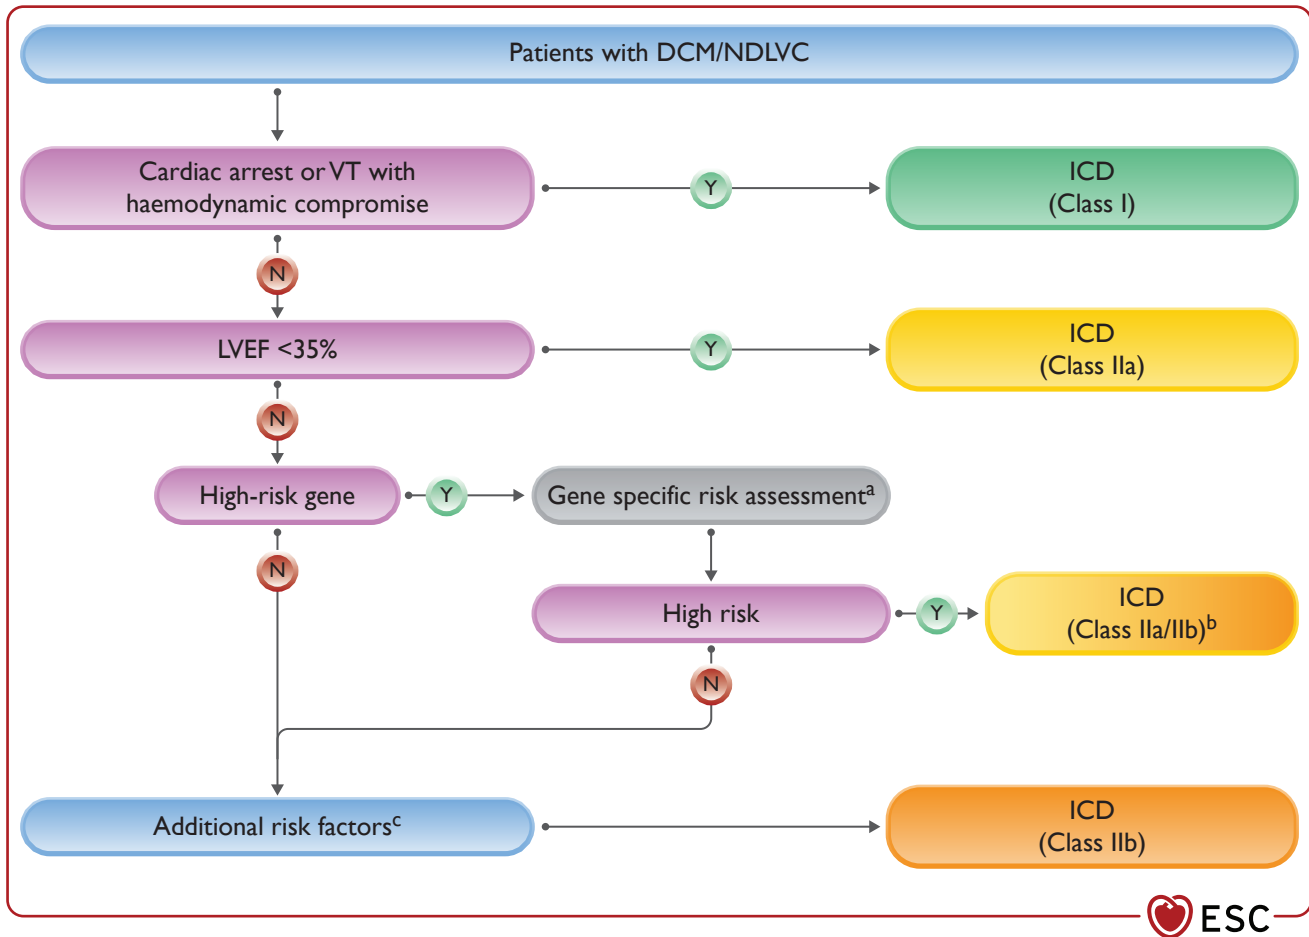 Patients with DCM/NDLVC
Cardiac arrest or VT with
haemodynamic compromise
Y
ICD
(Class I)
N
LVEF <35%
Y
ICD
(Class IIa)
N
High-risk gene
Y
Gene specific risk assessmentᵃ
N
High risk
Y
ICD
(Class IIa/IIb)ᵇ
N
Additional risk factorsᶜ
ICD
(Class IIb)
ESC